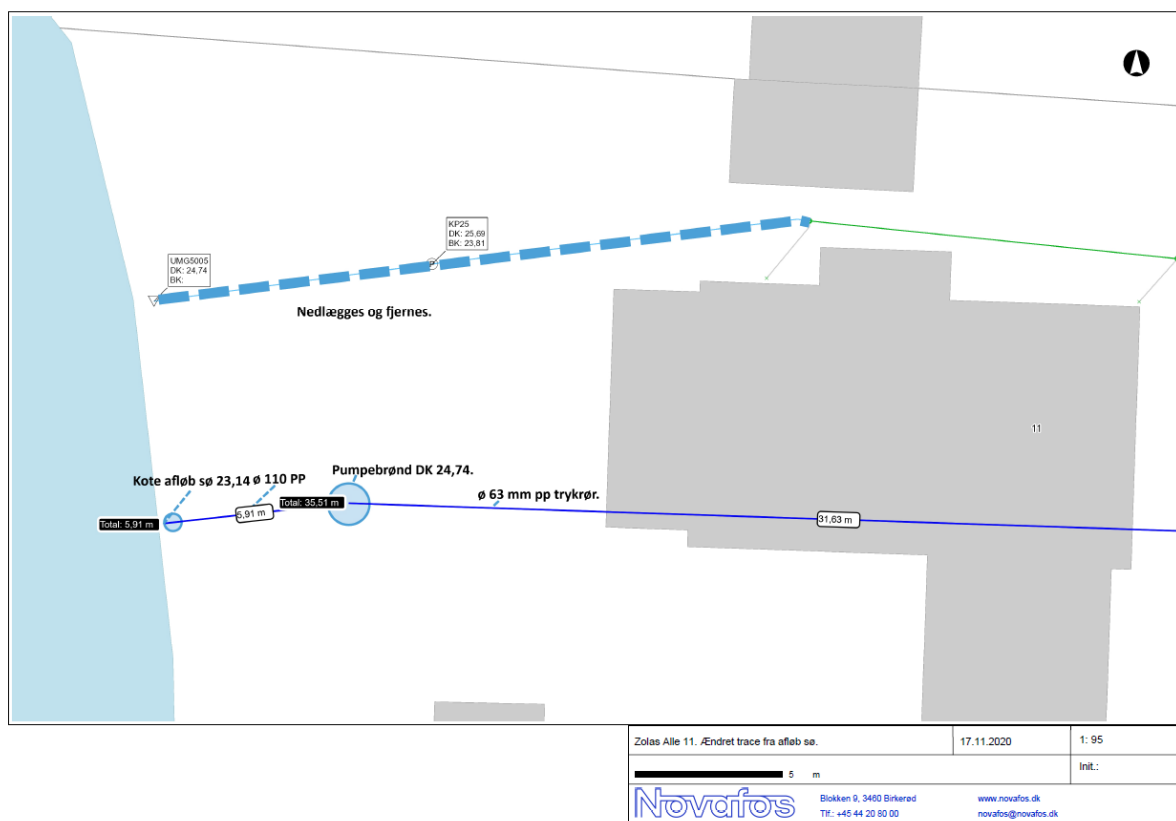 KP25
DK: 25,69
BK: 23,81
UMG5005
DK: 24,74
BK:
Nedlægges og fjernes.
Pumpebrønd DK 24,74.
Kote afløb sø 23,14 ø 110 PP
ø 63 mm pp trykrør.
Total: 35,51 m
Total: 5,91 m
5,91 m
31,63 m
11
Zolas Alle 11. Ændret trace fra afløb sø.
17.11.2020
1: 95
5 m
Init.:
Novafos
Blokken 9, 3460 Birkerød
www.novafos.dk
Tlf.: +45 44 20 80 00
novafos@novafos.dk